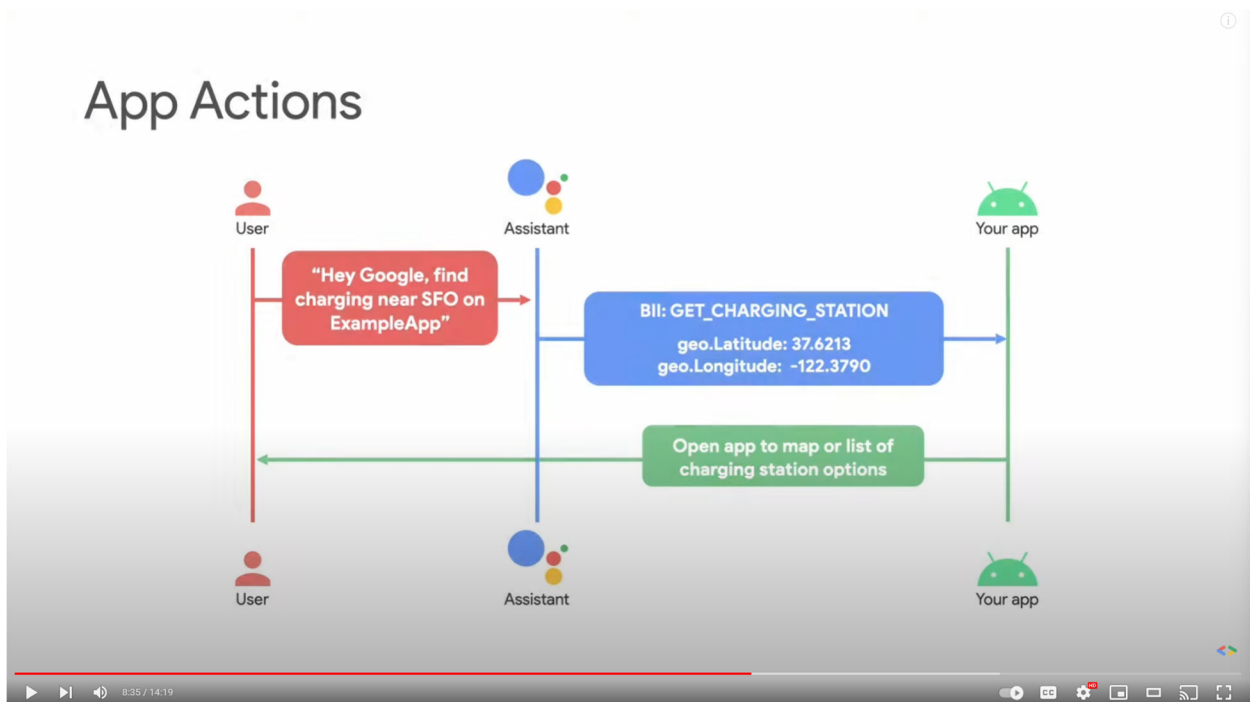 App Actions
User
Assistant
Your app
“Hey Google, find
charging near SFO on
ExampleApp”
BII: GET_CHARGING_STATION
geo.Latitude: 37.6213
geo.Longitude: -122.3790
Open app to map or list of
charging station options
User
Assistant
Your app
8:35 / 14:19
CC
HD